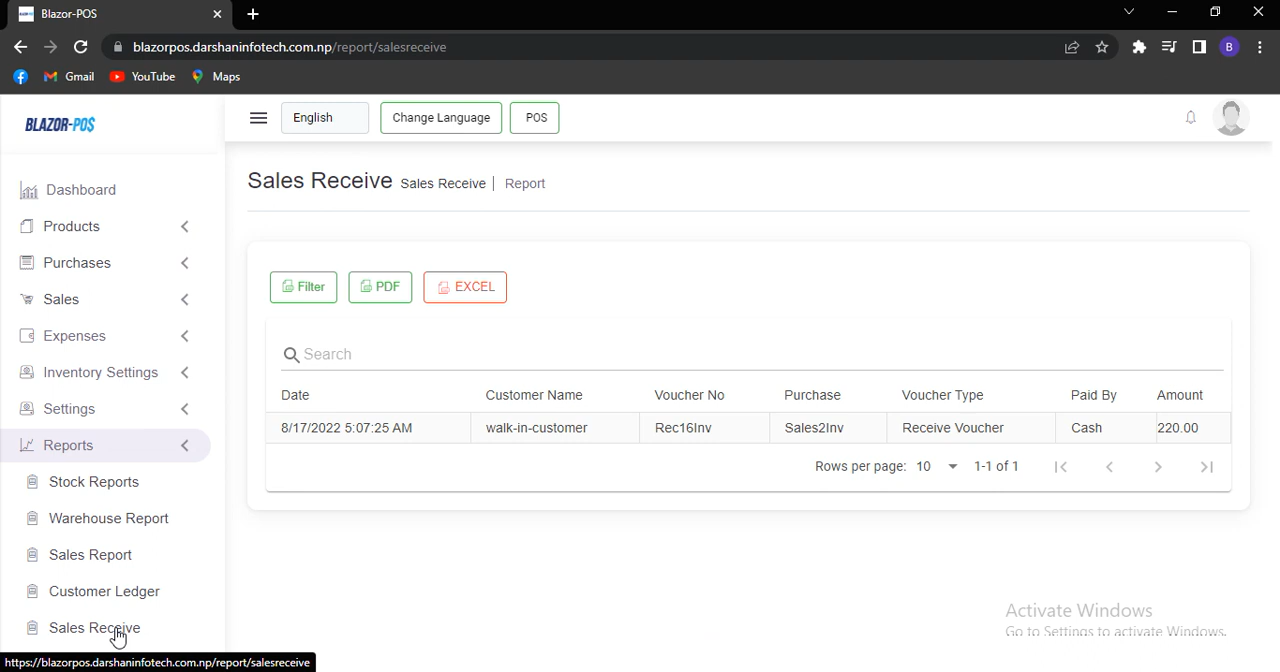 Blazor-POS
blazorpos.darshaninfotech.com.np/report/salesreceive
B
Gmail YouTube Maps
BLAZOR-POS
English Change Language POS
Sales Receive Sales Receive | Report
Dashboard
Products
Purchases
Sales
Expenses
Inventory Settings
Settings
Reports
Stock Reports
Warehouse Report
Sales Report
Customer Ledger
Sales Receive
Filter PDF EXCEL
Search
Date Customer Name Voucher No Purchase Voucher Type Paid By Amount
8/17/2022 5:07:25 AM walk-in-customer Rec16Inv Sales2Inv Receive Voucher Cash 220.00
Rows per page: 10 1-1 of 1
Activate Windows
Go to Settings to activate Windows.
https://blazorpos.darshaninfotech.com.np/report/salesreceive